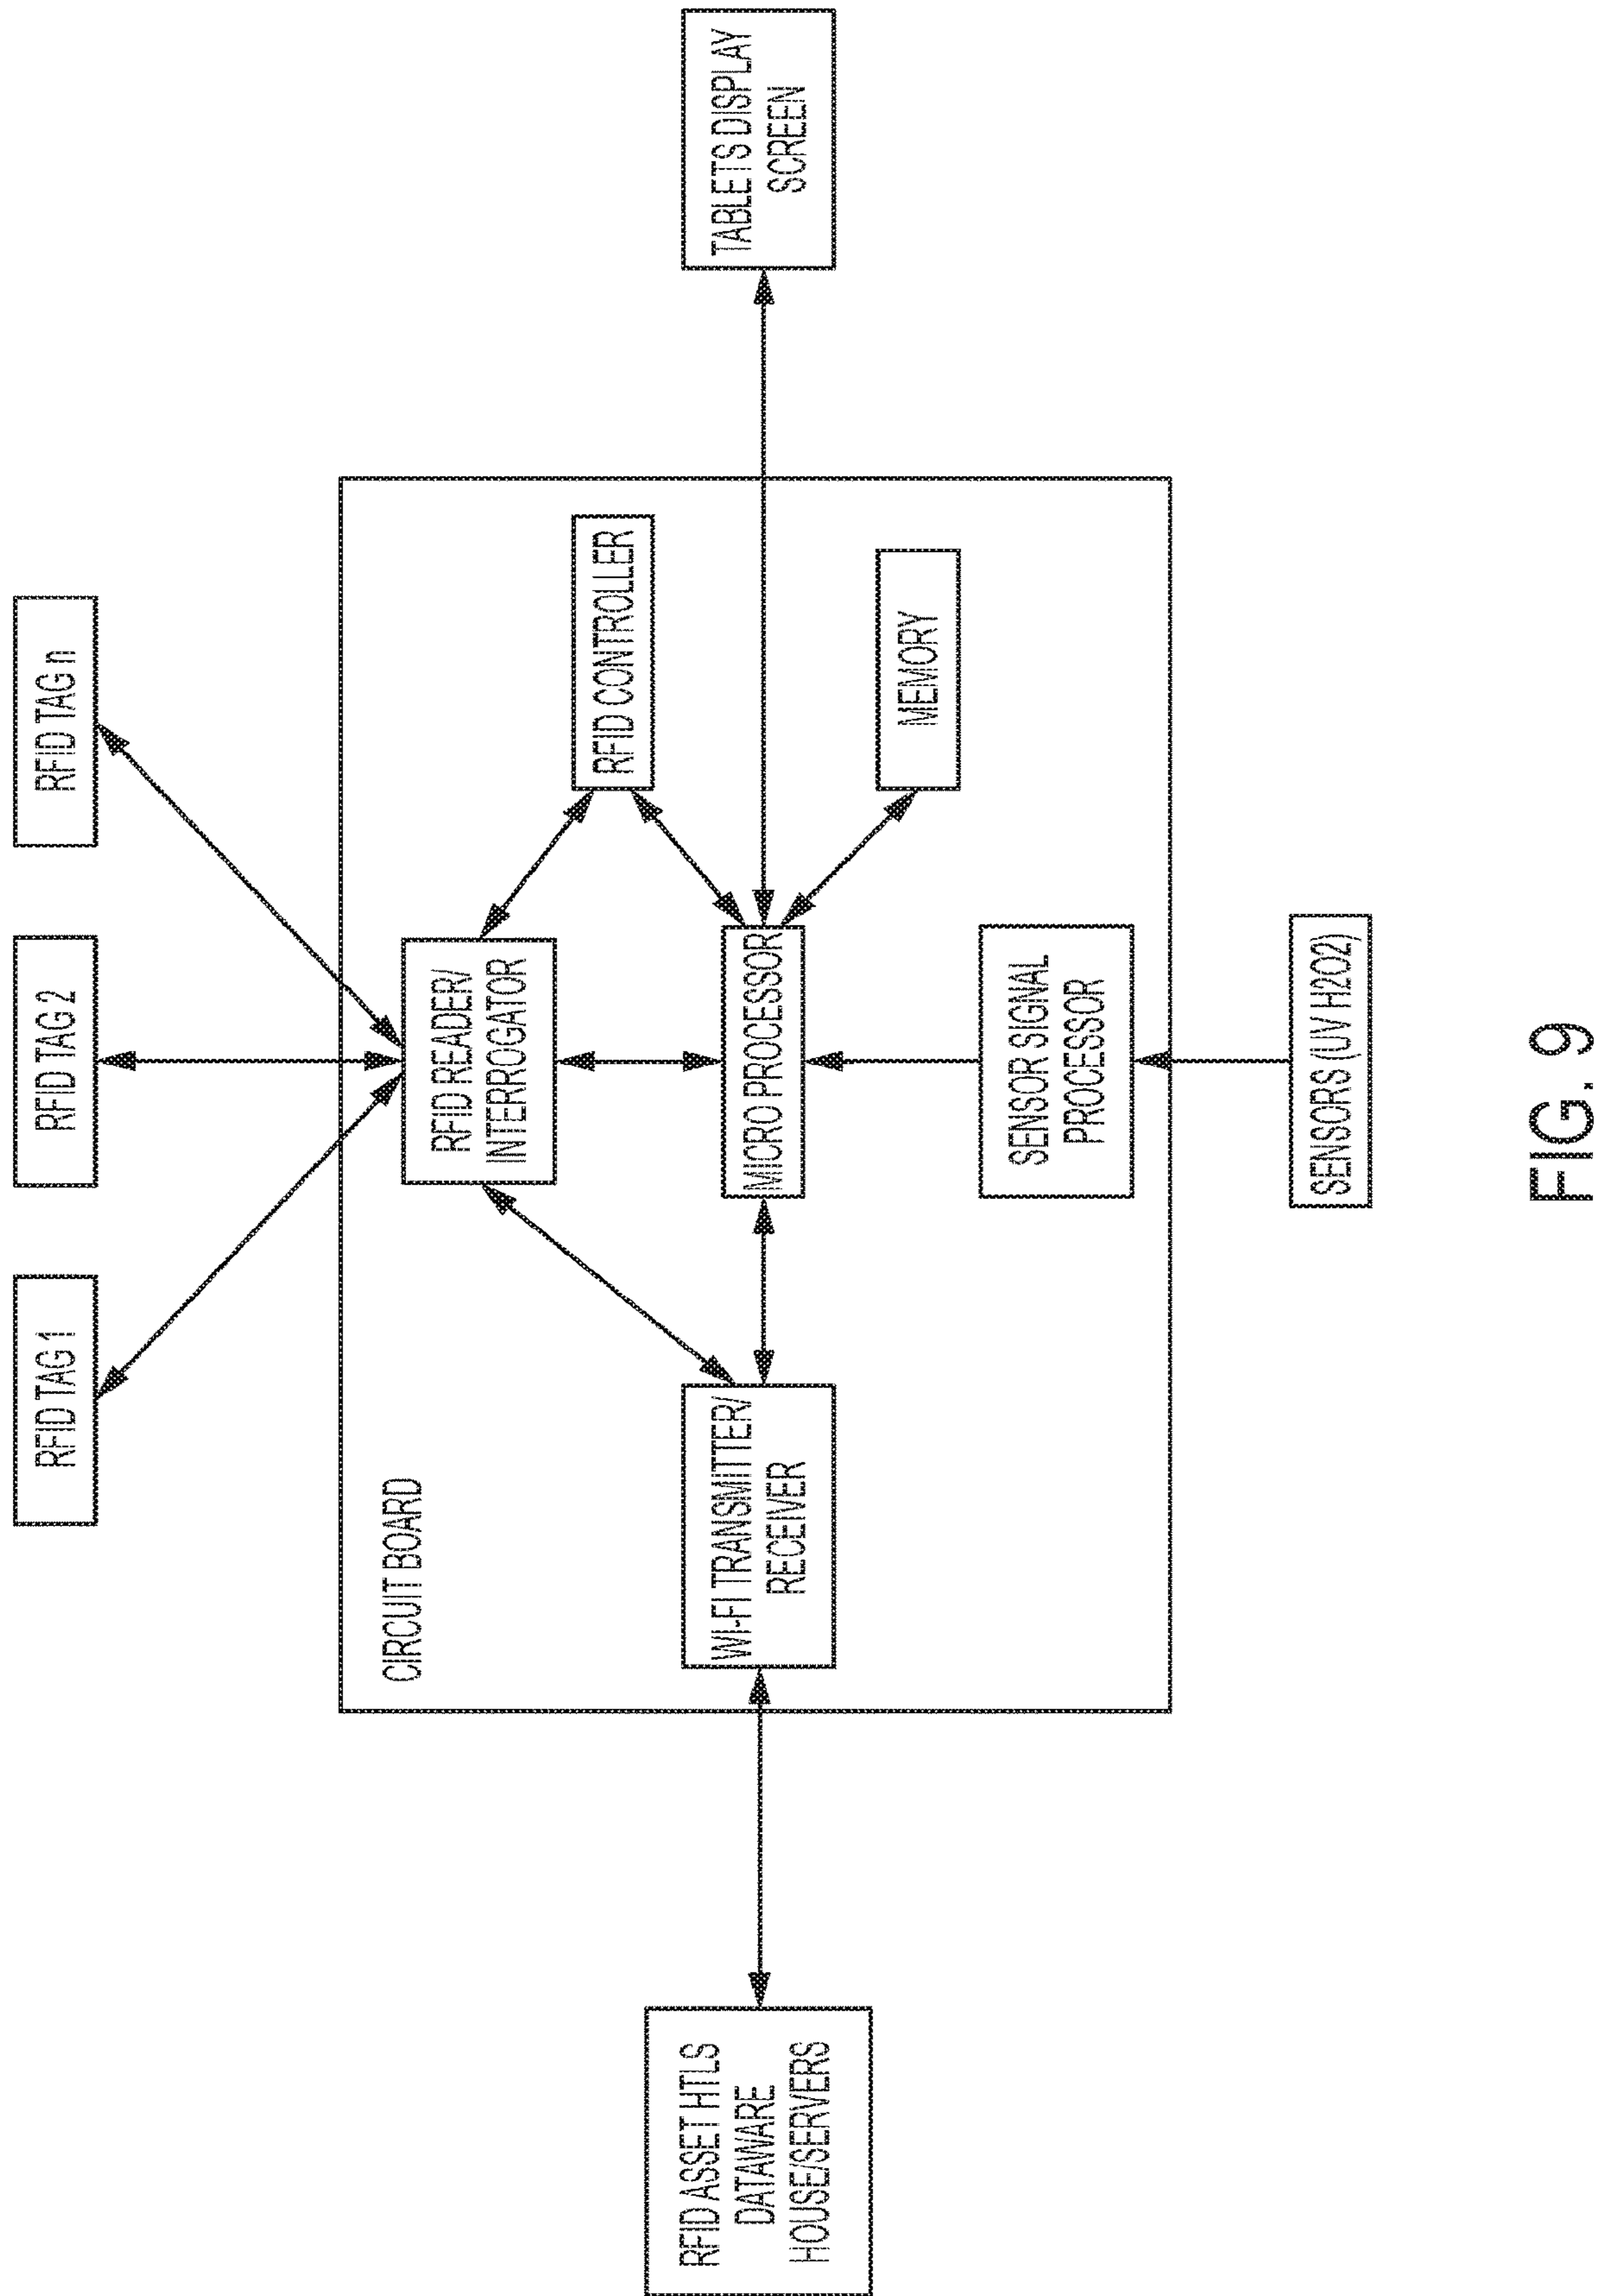 RFID TAG 1
RFID TAG 2
RFID TAG n
CIRCUIT BOARD
RFID READER/
INTERROGATOR
RFID CONTROLLER
RFID ASSET HTLS
DATAWARE
HOUSE/SERVERS
WI-FI TRANSMITTER/
RECEIVER
MICRO PROCESSOR
TABLETS DISPLAY
SCREEN
MEMORY
SENSOR SIGNAL
PROCESSOR
SENSORS (UV H2O2)
FIG. 9